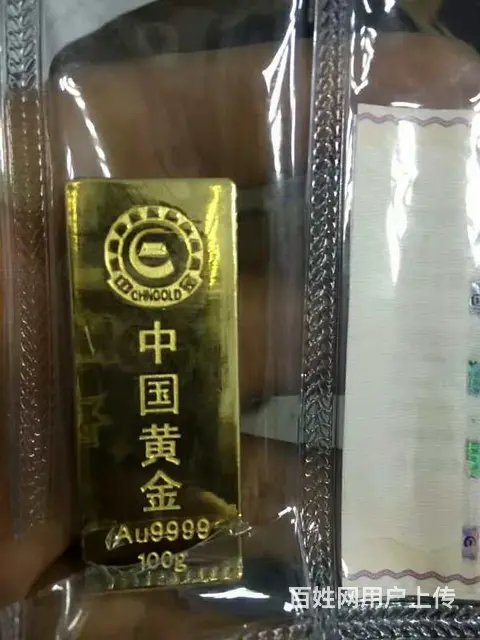 CHNGOLD
中
国
黄
金
Au9999
100g
百姓网用户上传